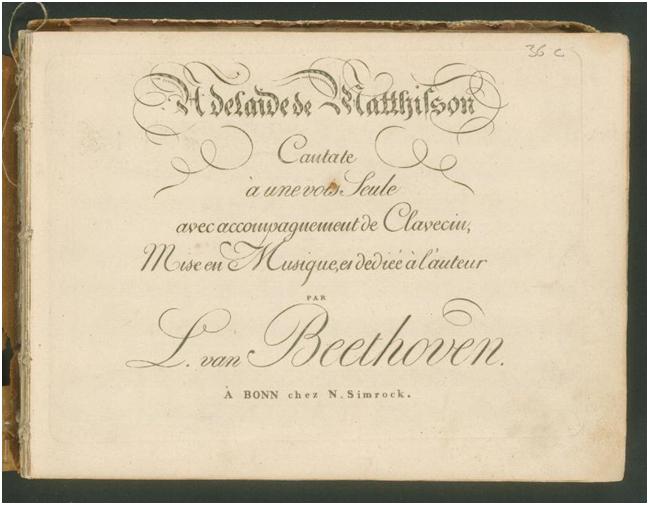 36 c
Adelaide de Matthisson
Cantate
à une vois Seule
avec accompagnement de Clavecin,
Mise en Musique, et dediée à l'auteur
PAR
L. van Beethoven.
À BONN chez N. Simrock.